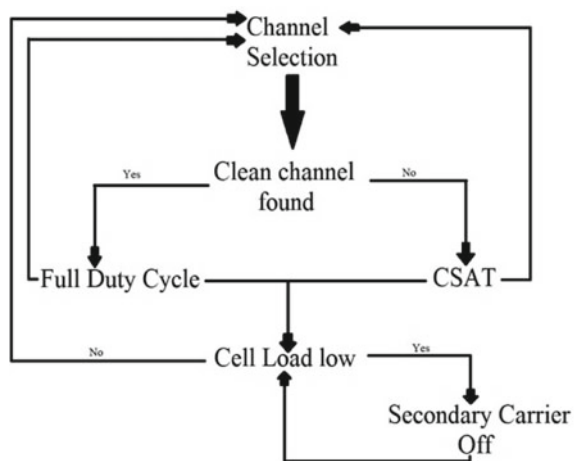 Channel
Selection
Clean channel
found
Yes
No
Full Duty Cycle
CSAT
Cell Load low
No
Yes
Secondary Carrier
Off